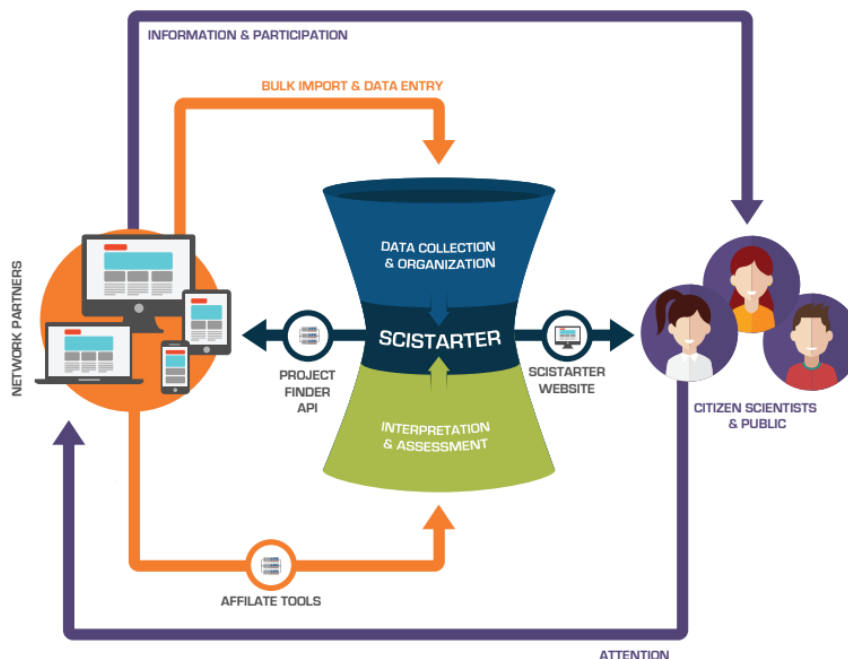 INFORMATION & PARTICIPATION
BULK IMPORT & DATA ENTRY
DATA COLLECTION
& ORGANIZATION
NETWORK PARTNERS
SCISTARTER
PROJECT
FINDER
API
SCISTARTER
WEBSITE
INTERPRETATION
& ASSESSMENT
CITIZEN SCIENTISTS
& PUBLIC
AFFILATE TOOLS
ATTENTION